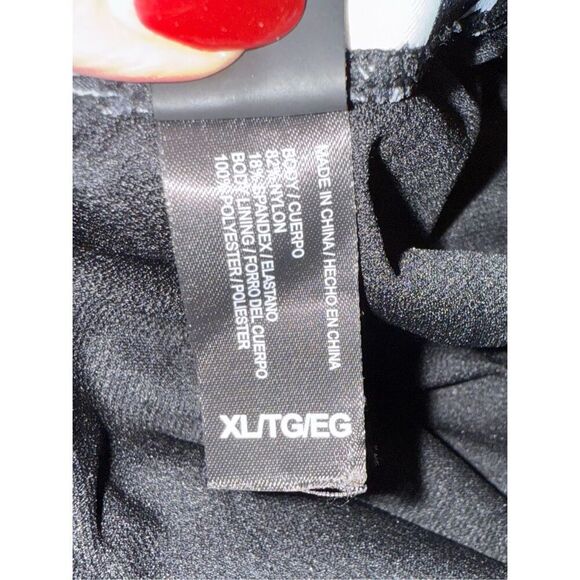 MADE IN CHINA / HECHO EN CHINA
BODY / CUERPO
82% NYLON
18% SPANDEX / ELASTANO
BODY LINING / FORRO DEL CUERPO
100% POLYESTER / POLIESTER
XL/TG/EG